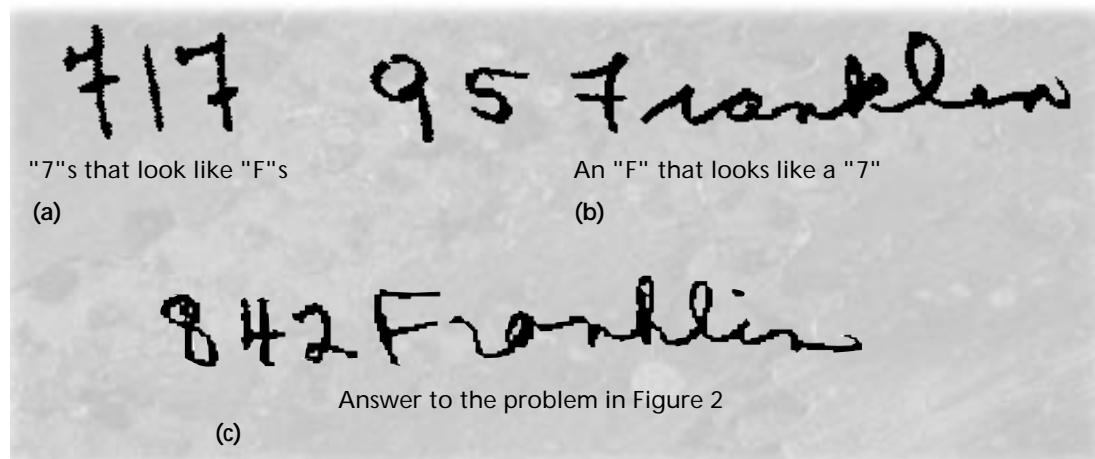 717 95 Franklin
"7"s that look like "F"s An "F" that looks like a "7"
(a) (b)
842 Franklin
Answer to the problem in Figure 2
(c)